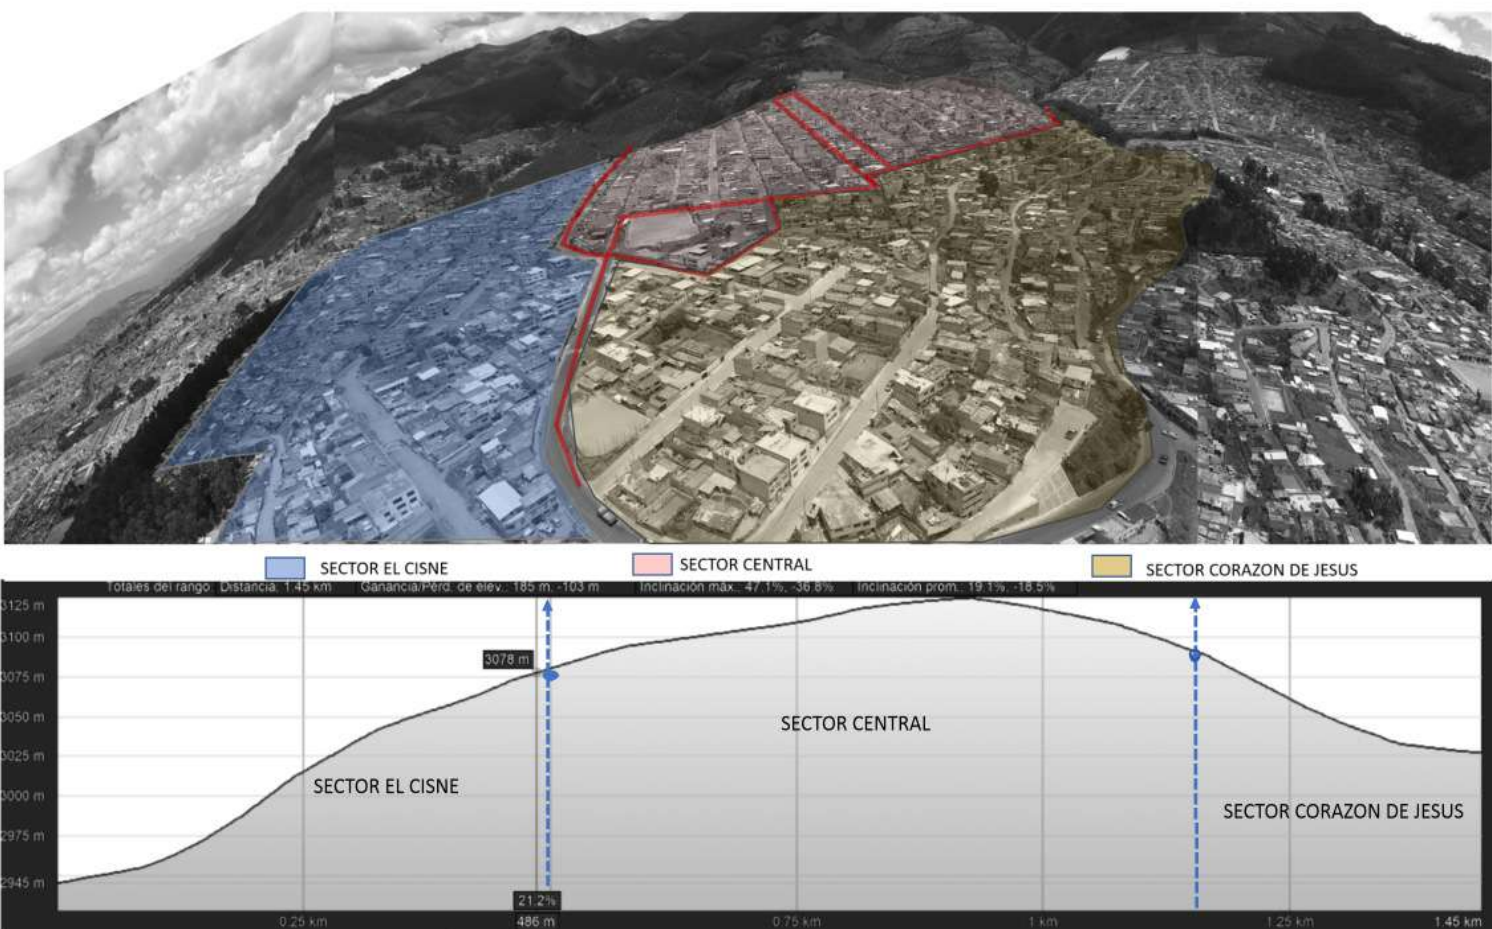 SECTOR EL CISNE
SECTOR CENTRAL
SECTOR CORAZON DE JESUS
Totales del rango: Distancia: 1.45 km Ganancia/Pérd. de elev.: 185 m, -103 m Inclinación máx.: 47.1%, -36.8% Inclinación prom.: 19.1%, -18.5%
3125 m
3100 m
3078 m
3075 m
3050 m
SECTOR CENTRAL
3025 m
SECTOR EL CISNE
3000 m
SECTOR CORAZON DE JESUS
2975 m
2945 m
21.2%
0.25 km 486 m 0.75 km 1 km 1.25 km 1.45 km